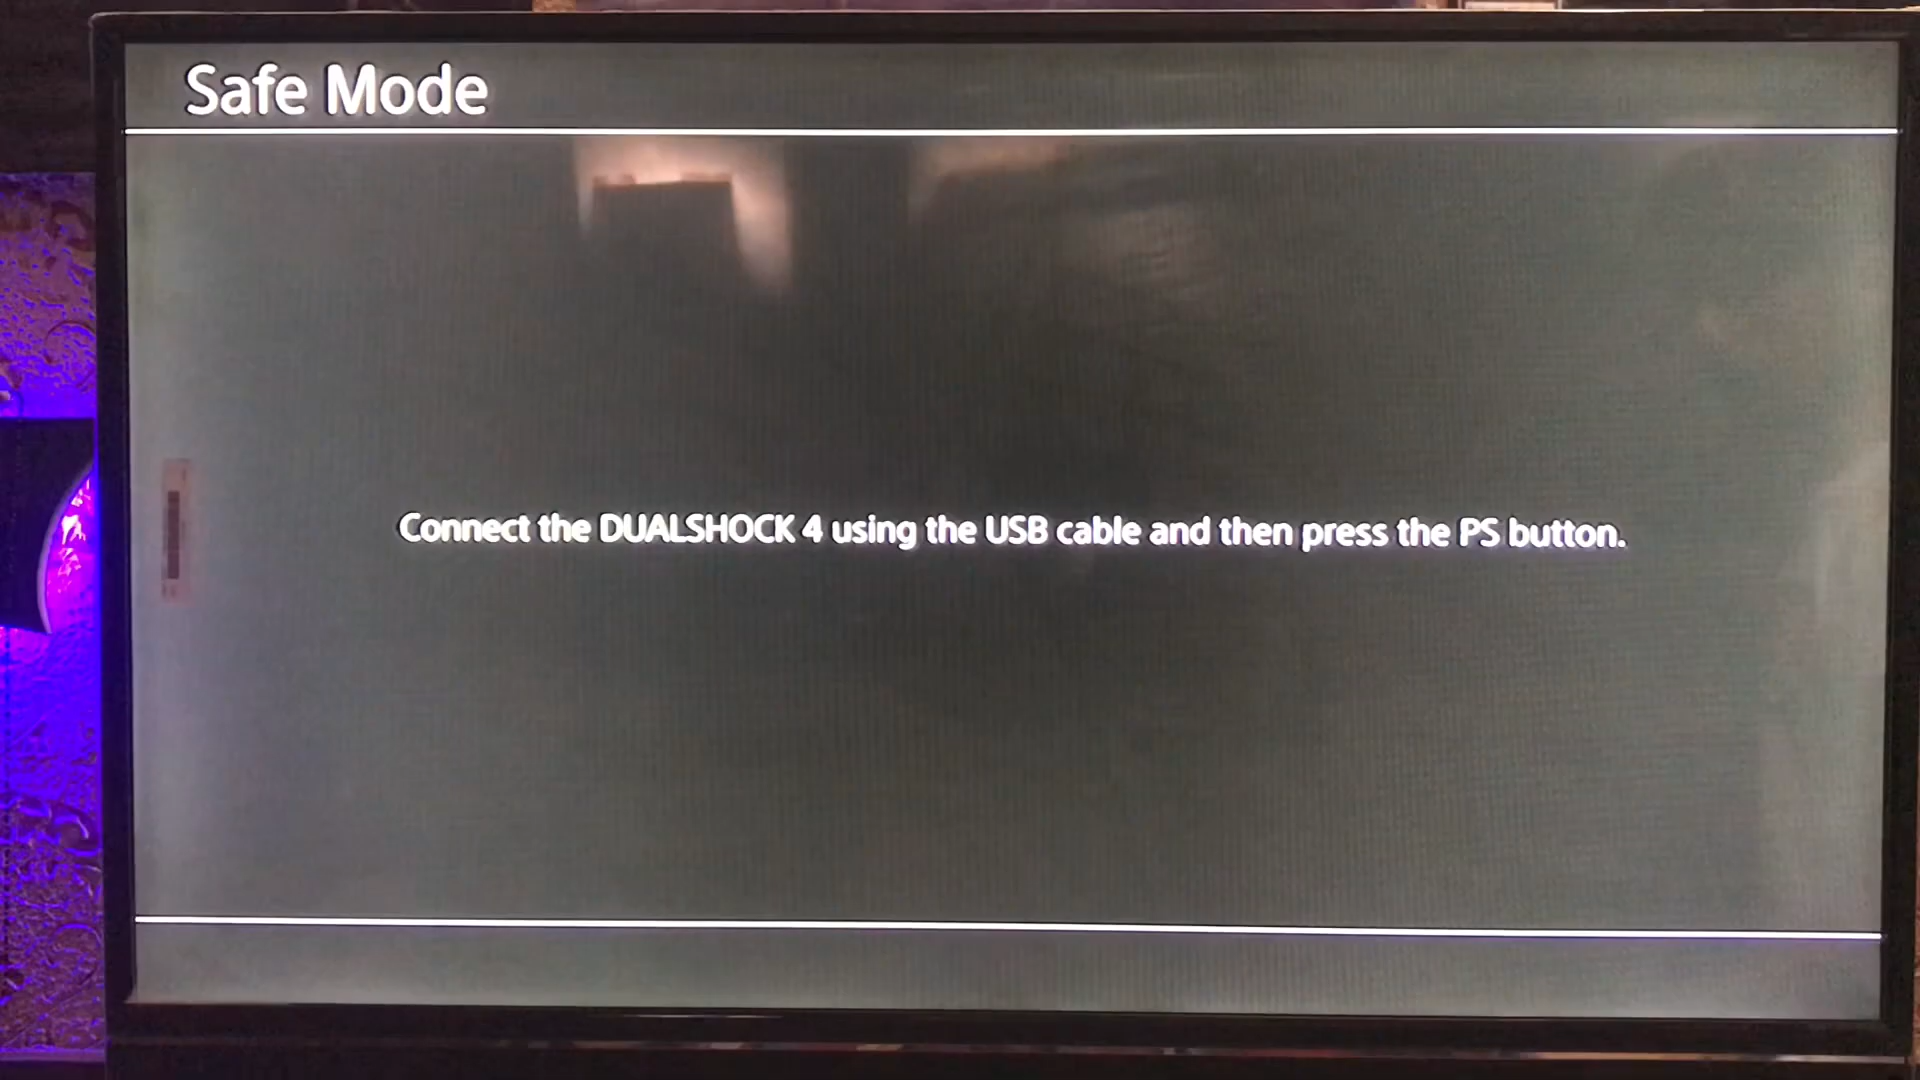 Safe Mode
Connect the DUALSHOCK 4 using the USB cable and then press the PS button.